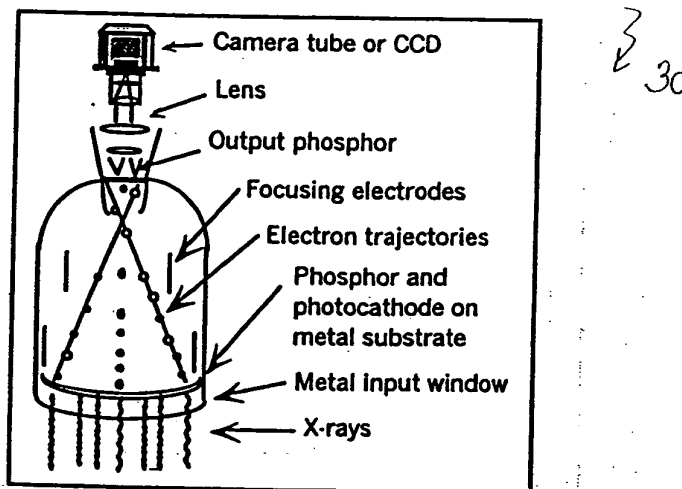 Camera tube or CCD
Lens
Output phosphor
Focusing electrodes
Electron trajectories
Phosphor and
photocathode on
metal substrate
Metal input window
X-rays